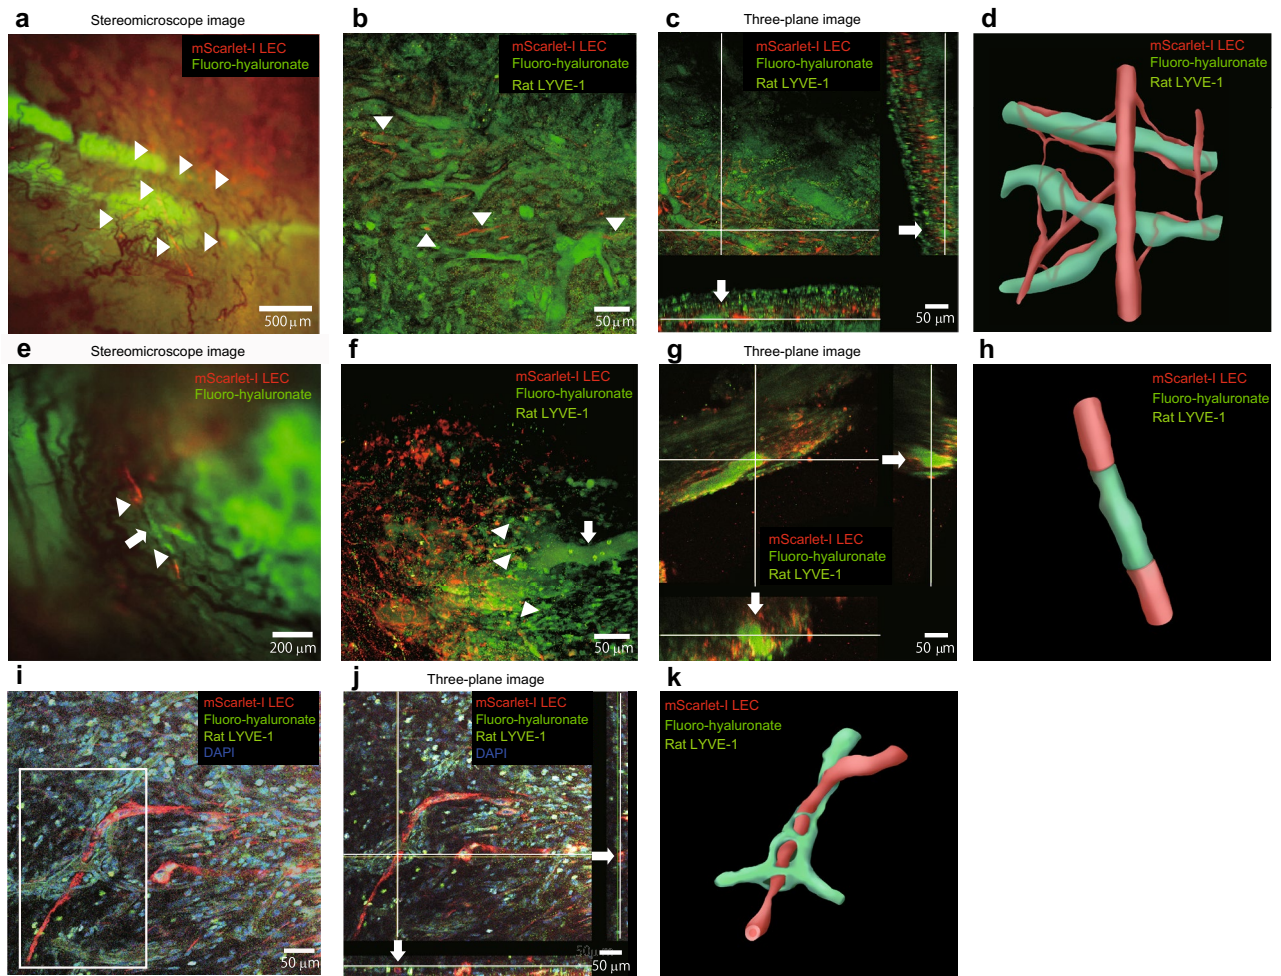 a
Stereomicroscope image
mScarlet-I LEC
Fluoro-hyaluronate
500 μm
b
mScarlet-I LEC
Fluoro-hyaluronate
Rat LYVE-1
50 μm
c
Three-plane image
mScarlet-I LEC
Fluoro-hyaluronate
Rat LYVE-1
50 μm
d
mScarlet-I LEC
Fluoro-hyaluronate
Rat LYVE-1
e
Stereomicroscope image
mScarlet-I LEC
Fluoro-hyaluronate
200 μm
f
mScarlet-I LEC
Fluoro-hyaluronate
Rat LYVE-1
50 μm
g
Three-plane image
mScarlet-I LEC
Fluoro-hyaluronate
Rat LYVE-1
50 μm
h
mScarlet-I LEC
Fluoro-hyaluronate
Rat LYVE-1
i
mScarlet-I LEC
Fluoro-hyaluronate
Rat LYVE-1
DAPI
50 μm
j
Three-plane image
mScarlet-I LEC
Fluoro-hyaluronate
Rat LYVE-1
DAPI
50 μm
50 μm
k
mScarlet-I LEC
Fluoro-hyaluronate
Rat LYVE-1